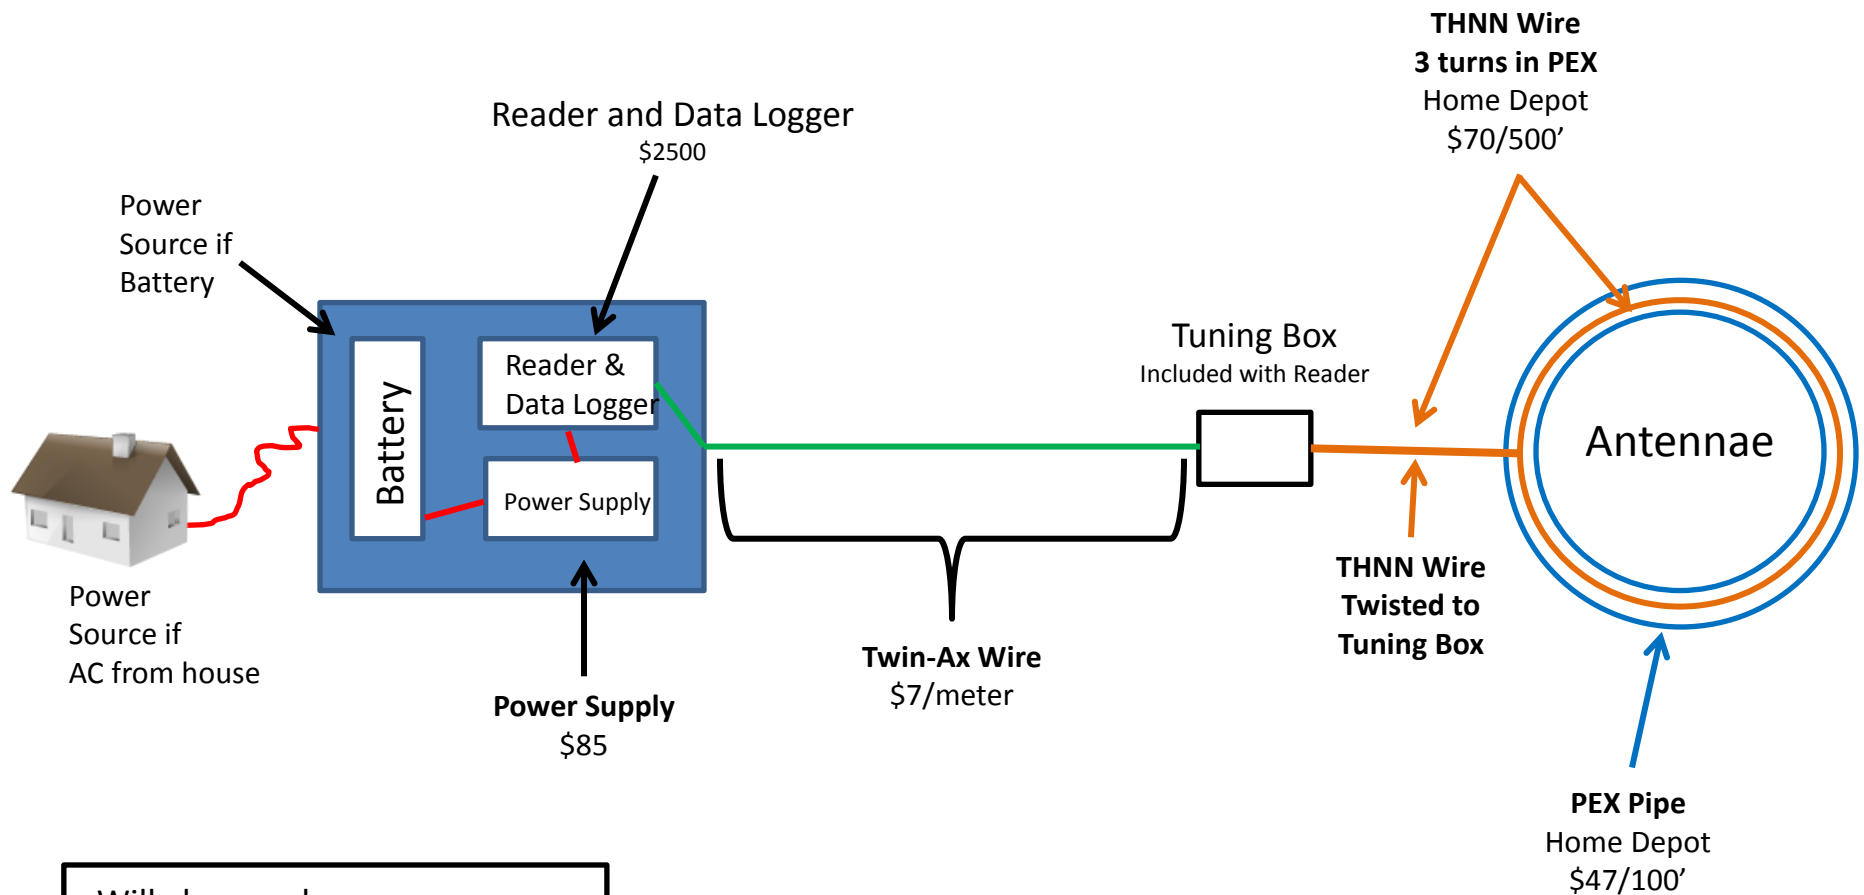 THNN Wire
3 turns in PEX
Home Depot
$70/500’
Reader and Data Logger
$2500
Power
Source if
Battery
Tuning Box
Included with Reader
Reader &
Data Logger
Battery
Power Supply
Antennae
Power
Source if
AC from house
THNN Wire
Twisted to
Tuning Box
Twin-Ax Wire
$7/meter
Power Supply
$85
PEX Pipe
Home Depot
$47/100’